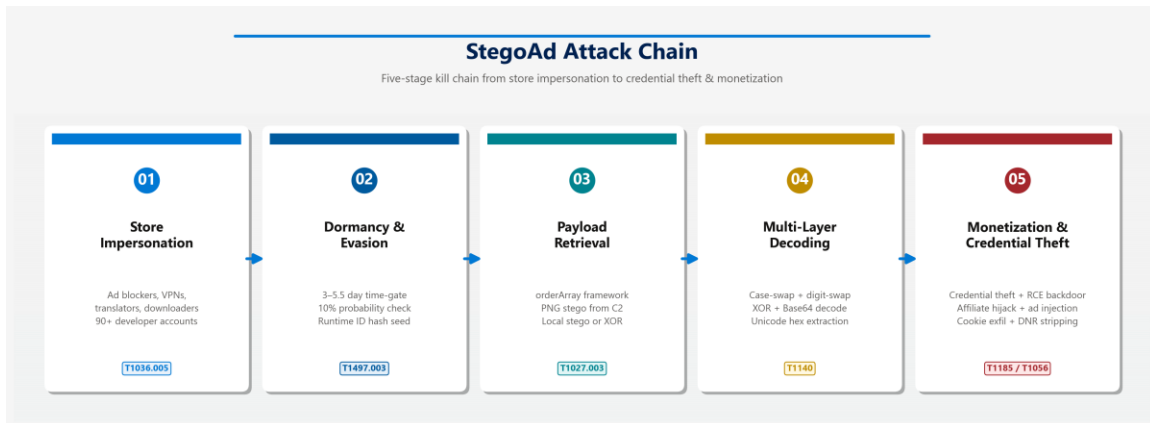 StegoAd Attack Chain
Five-stage kill chain from store impersonation to credential theft & monetization
01
Store
Impersonation
Ad blockers, VPNs,
translators, downloaders
90+ developer accounts
T1036.005
02
Dormancy &
Evasion
3–5.5 day time-gate
10% probability check
Runtime ID hash seed
T1497.003
03
Payload
Retrieval
orderArray framework
PNG stego from C2
Local stego or XOR
T1027.003
04
Multi-Layer
Decoding
Case-swap + digit-swap
XOR + Base64 decode
Unicode hex extraction
T1140
05
Monetization &
Credential Theft
Credential theft + RCE backdoor
Affiliate hijack + ad injection
Cookie exfil + DNR stripping
T1185 / T1056